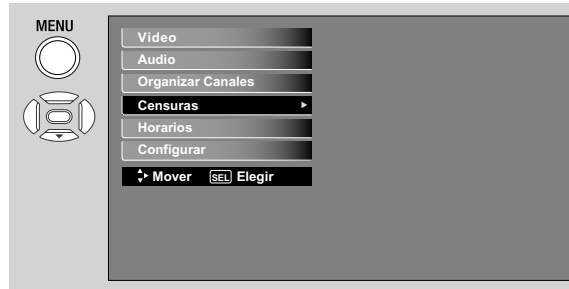 MENU
Video
Audio
Organizar Canales
Censuras
Horarios
Configurar
Mover SEL Elegir